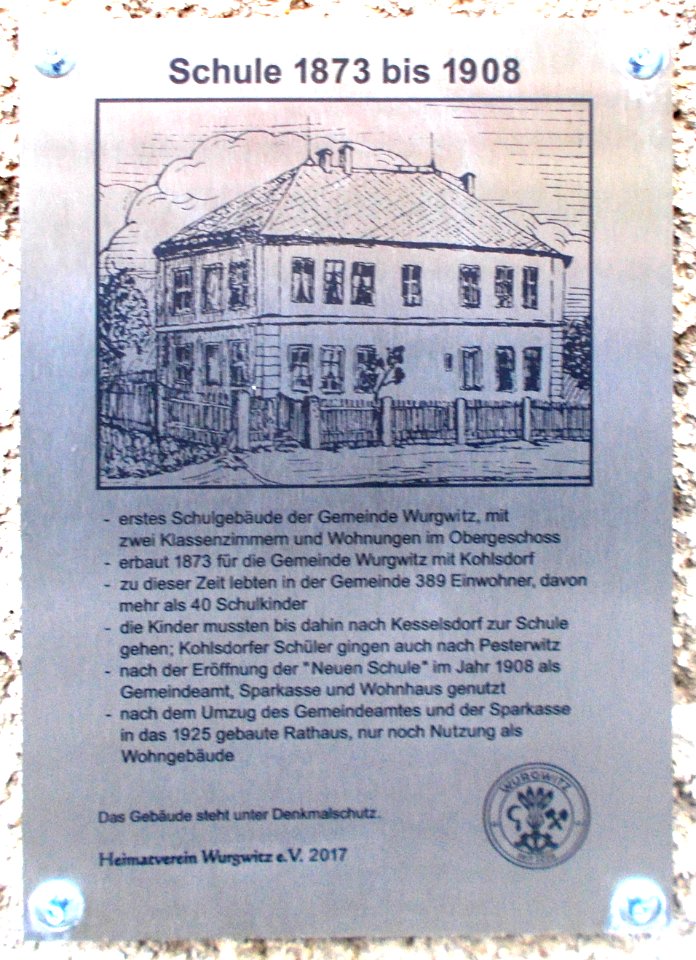 Schule 1873 bis 1908
- erstes Schulgebäude der Gemeinde Wurgwitz, mit
zwei Klassenzimmern und Wohnungen im Obergeschoss
- erbaut 1873 für die Gemeinde Wurgwitz mit Kohlsdorf
- zu dieser Zeit lebten in der Gemeinde 389 Einwohner, davon
mehr als 40 Schulkinder
- die Kinder mussten bis dahin nach Kesselsdorf zur Schule
gehen; Kohlsdorfer Schüler gingen auch nach Pesterwitz
- nach der Eröffnung der "Neuen Schule" im Jahr 1908 als
Gemeindeamt, Sparkasse und Wohnhaus genutzt
- nach dem Umzug des Gemeindeamtes und der Sparkasse
in das 1925 gebaute Rathaus, nur noch Nutzung als
Wohngebäude
WURGWITZ
Das Gebäude steht unter Denkmalschutz.
Heimatverein Wurgwitz e.V. 2017